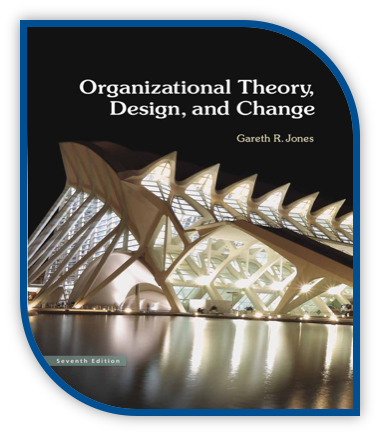 Organizational Theory,
Design, and Change
Gareth R. Jones
Seventh Edition